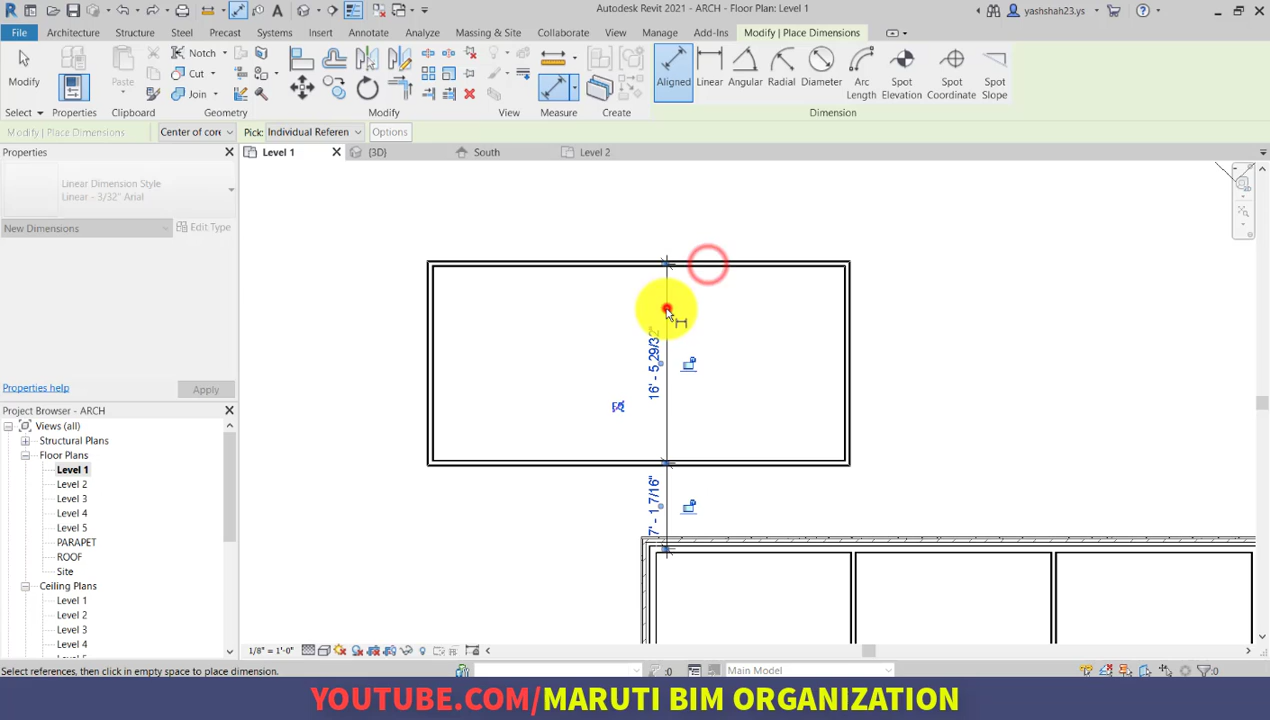 Autodesk Revit 2021 - ARCH - Floor Plan: Level 1
yashshah23.ys
File Architecture Structure Steel Precast Systems Insert Annotate Analyze Massing & Site Collaborate View Manage Add-Ins Modify | Place Dimensions
Modify Paste Notch Cut Join Aligned Linear Angular Radial Diameter Arc Length Spot Elevation Spot Coordinate Spot Slope
Select Properties Clipboard Geometry Modify View Measure Create Dimension
Modify | Place Dimensions Center of core Pick: Individual Referen Options
Properties Level 1 {3D} South Level 2
Linear Dimension Style
Linear - 3/32" Arial
New Dimensions Edit Type
16' - 5 29/32"
7' - 1 7/16"
EQ
Properties help Apply
Project Browser - ARCH
Views (all)
Structural Plans
Floor Plans
Level 1
Level 2
Level 3
Level 4
Level 5
PARAPET
ROOF
Site
Ceiling Plans
Level 1
Level 2
Level 3
Level 4
1/8" = 1'-0"
Select references, then click in empty space to place dimension. :0 Main Model :0
YOUTUBE.COM/MARUTI BIM ORGANIZATION